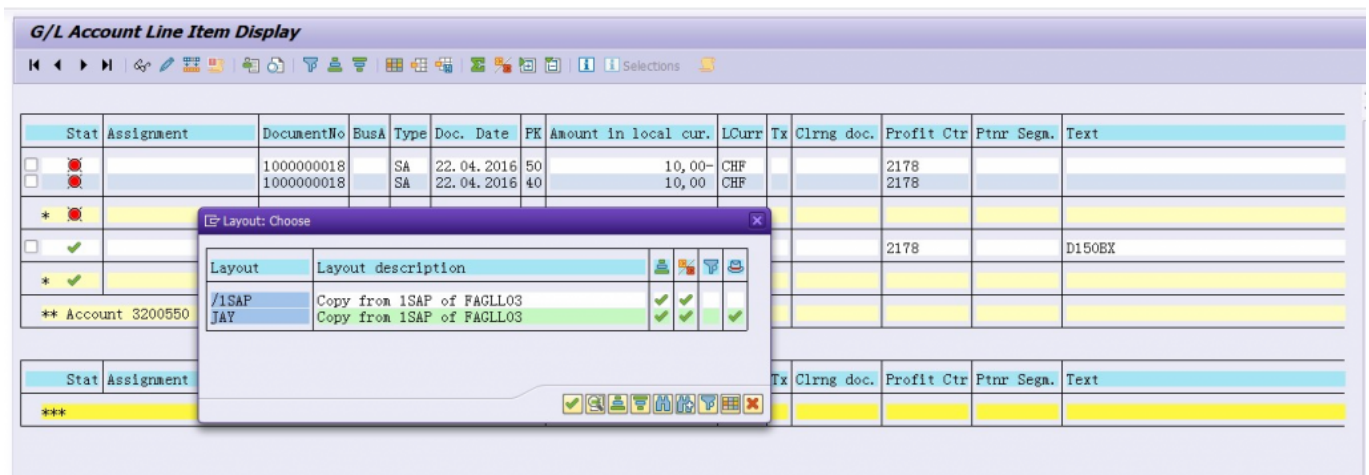 G/L Account Line Item Display
Selections
Stat Assignment DocumentNo BusA Type Doc. Date PK Amount in local cur. LCurr Tx Clrng doc. Profit Ctr Ptnr Segm. Text
1000000018 SA 22.04.2016 50 10,00- CHF 2178
1000000018 SA 22.04.2016 40 10,00 CHF 2178
*
Layout: Choose
2178 D150BX
Layout Layout description
*
/1SAP Copy from 1SAP of FAGLL03
** Account 3200550
JAY Copy from 1SAP of FAGLL03
Stat Assignment Tx Clrng doc. Profit Ctr Ptnr Segm. Text
***